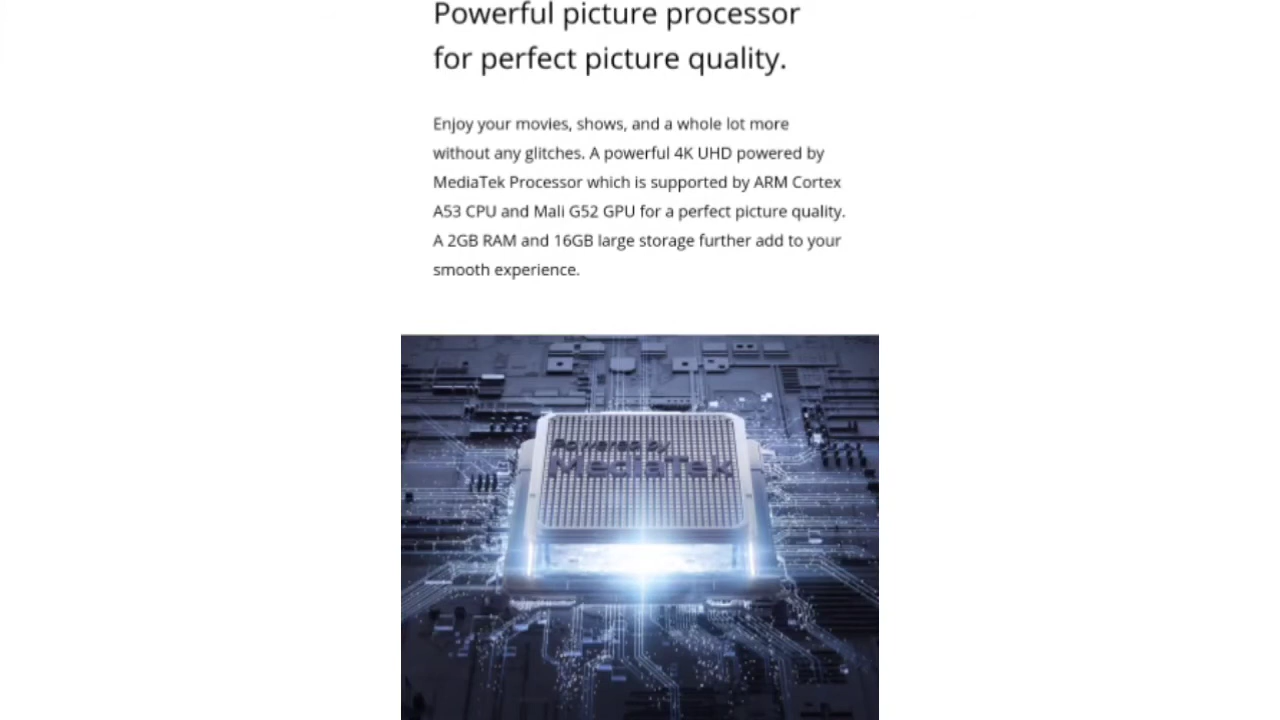 Powerful picture processor
for perfect picture quality.
Enjoy your movies, shows, and a whole lot more
without any glitches. A powerful 4K UHD powered by
MediaTek Processor which is supported by ARM Cortex
A53 CPU and Mali G52 GPU for a perfect picture quality.
A 2GB RAM and 16GB large storage further add to your
smooth experience.
Powered by
MediaTek